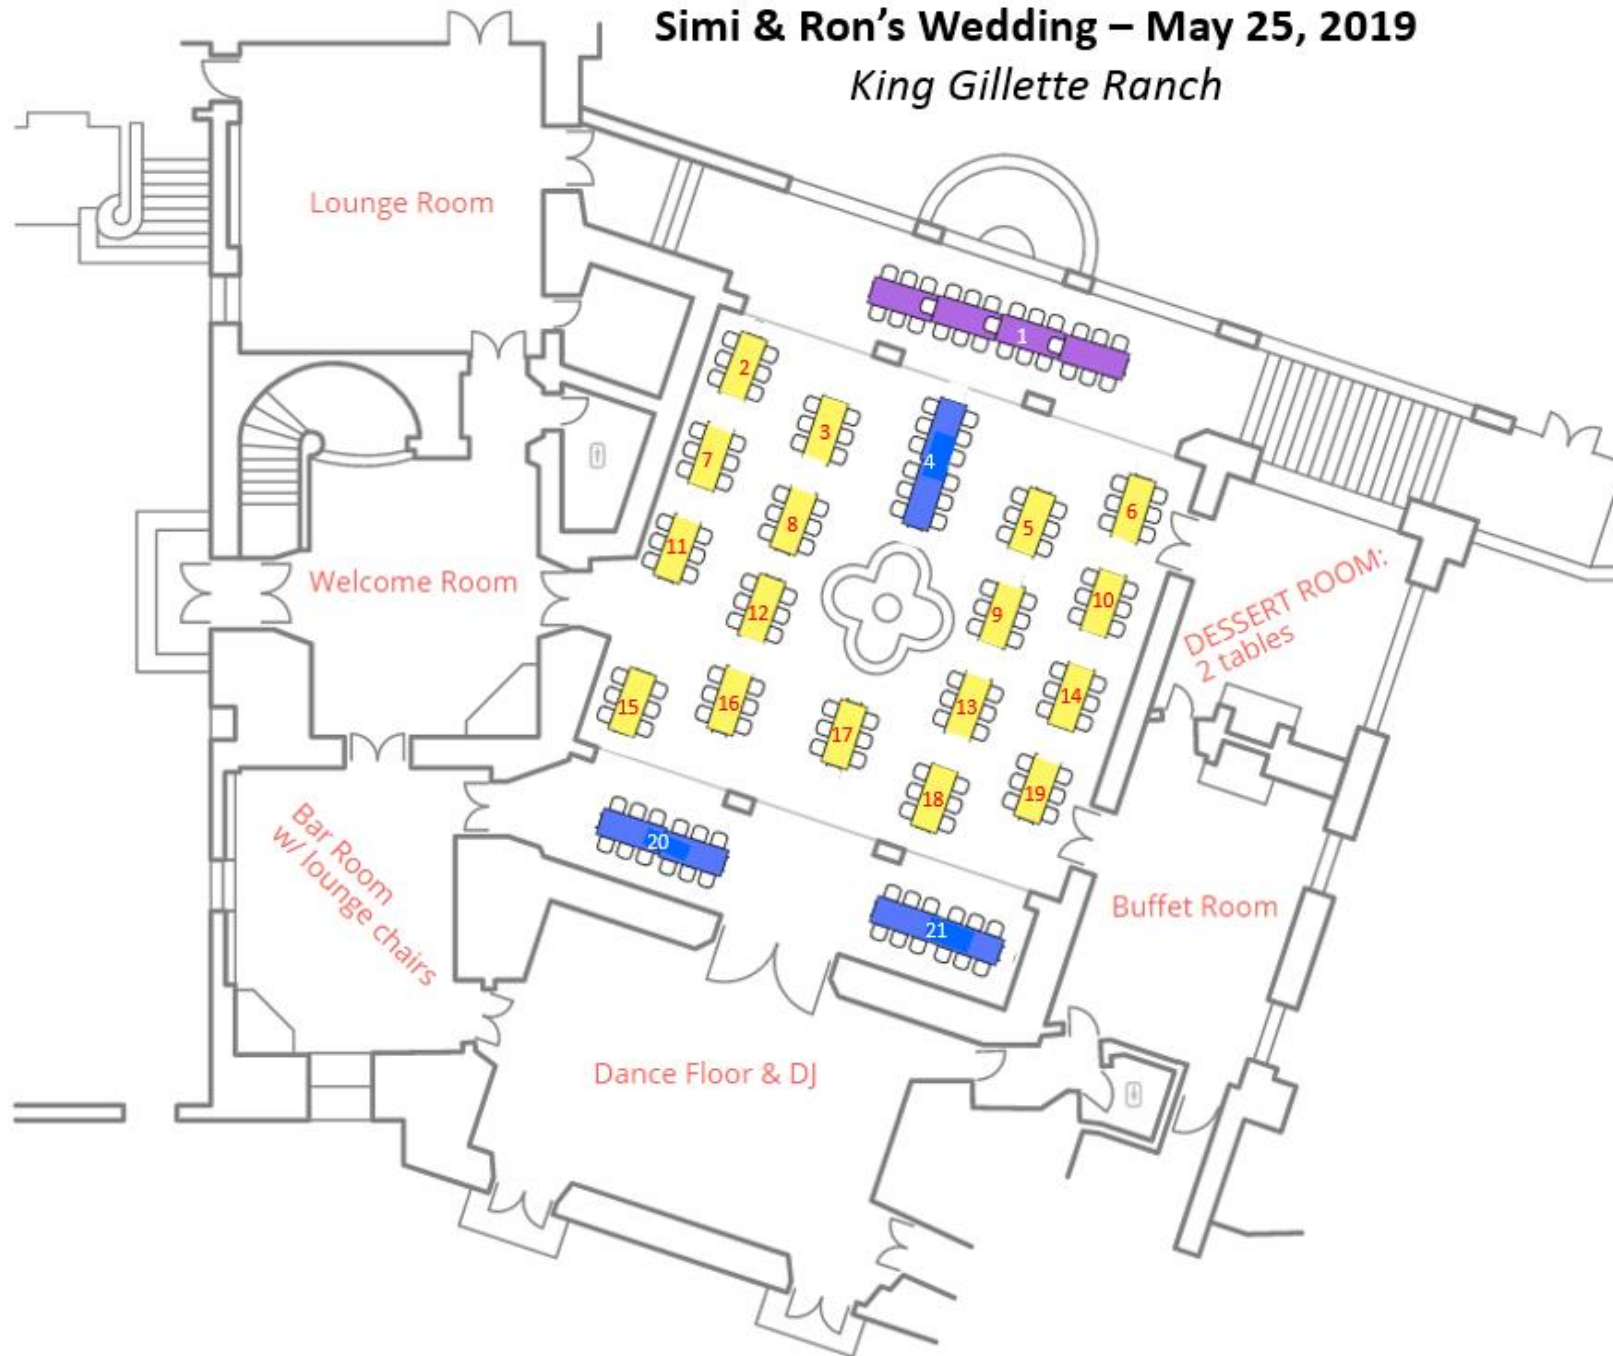 Simi & Ron’s Wedding – May 25, 2019
King Gillette Ranch
Lounge Room
1
2
3
4
7
5
6
8
11
Welcome Room
12
9
10
DESSERT ROOM:
2 tables
15
16
17
13
14
18
19
Bar Room
w/ lounge chairs
20
21
Buffet Room
Dance Floor & DJ